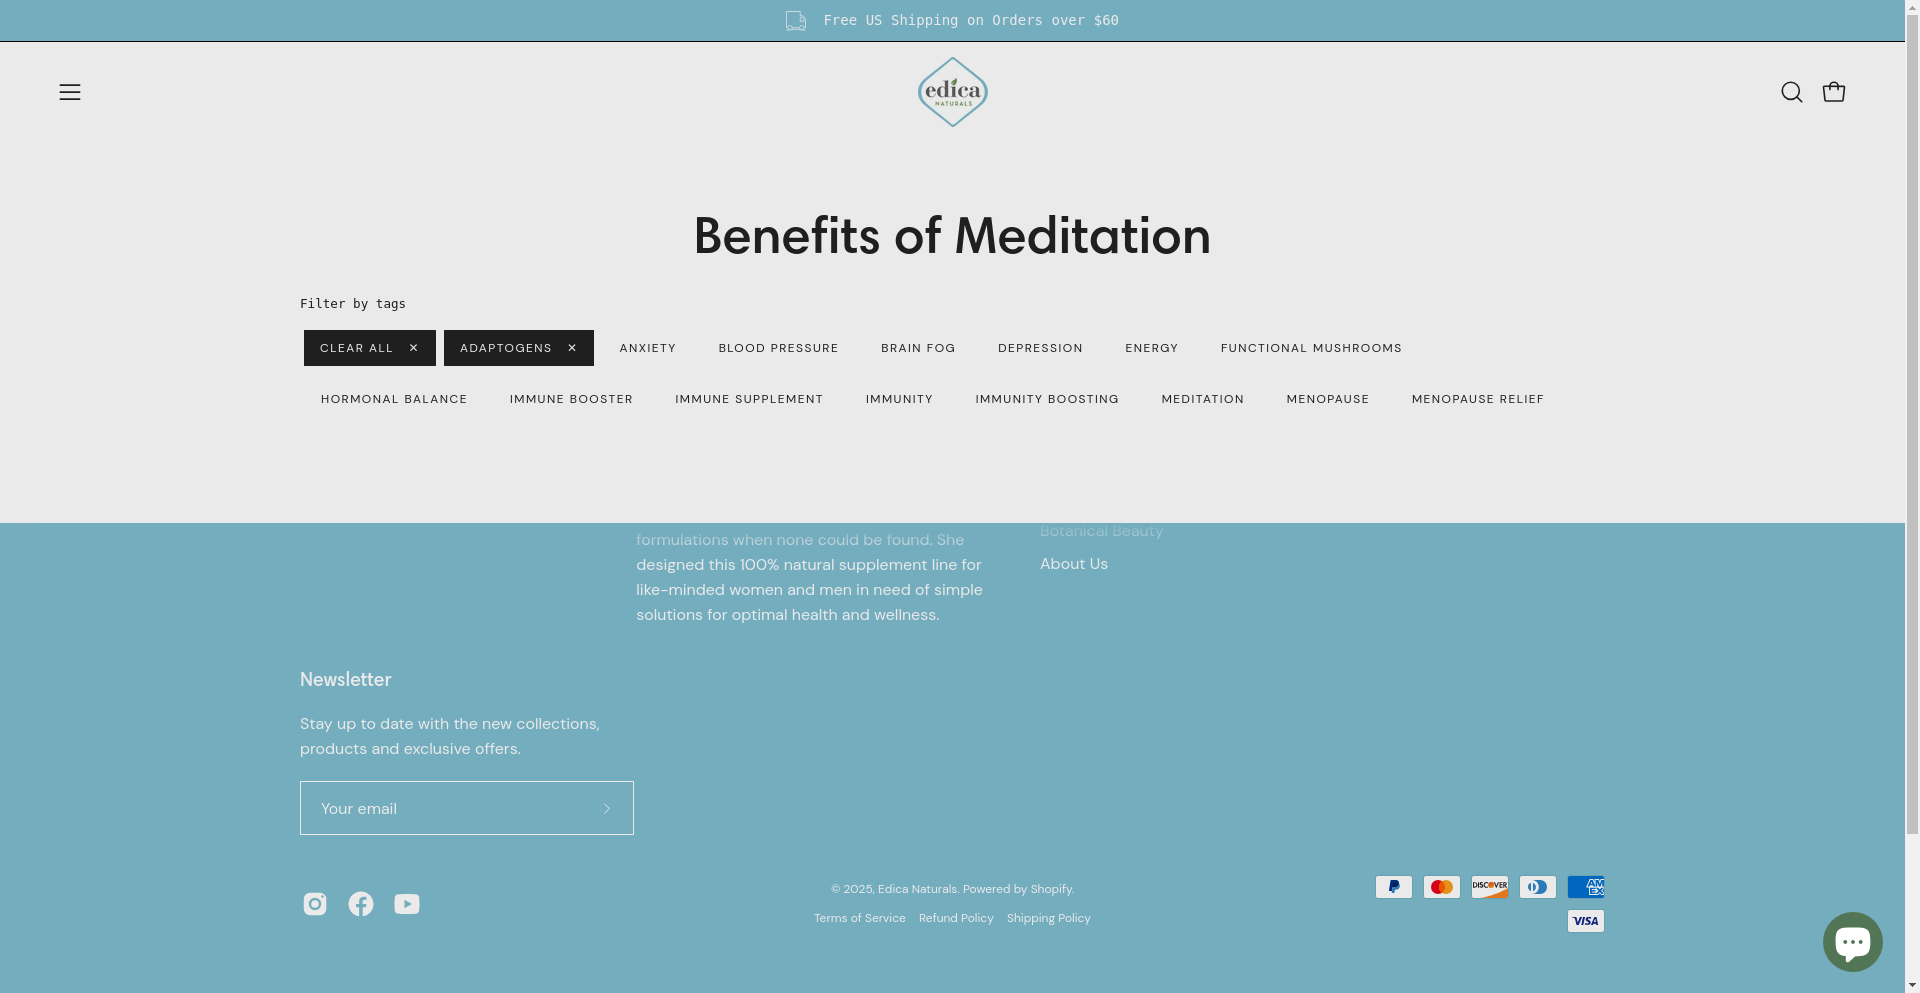 Free US Shipping on Orders over $60
edica
NATURALS
Benefits of Meditation
Filter by tags
CLEAR ALL ✕ ADAPTOGENS ✕ ANXIETY BLOOD PRESSURE BRAIN FOG DEPRESSION ENERGY FUNCTIONAL MUSHROOMS
HORMONAL BALANCE IMMUNE BOOSTER IMMUNE SUPPLEMENT IMMUNITY IMMUNITY BOOSTING MEDITATION MENOPAUSE MENOPAUSE RELIEF
formulations when none could be found. She
designed this 100% natural supplement line for
like-minded women and men in need of simple
solutions for optimal health and wellness.
Botanical Beauty
About Us
Newsletter
Stay up to date with the new collections,
products and exclusive offers.
Your email
© 2025, Edica Naturals. Powered by Shopify.
Terms of Service Refund Policy Shipping Policy
DISCOVER
AM
EX
VISA